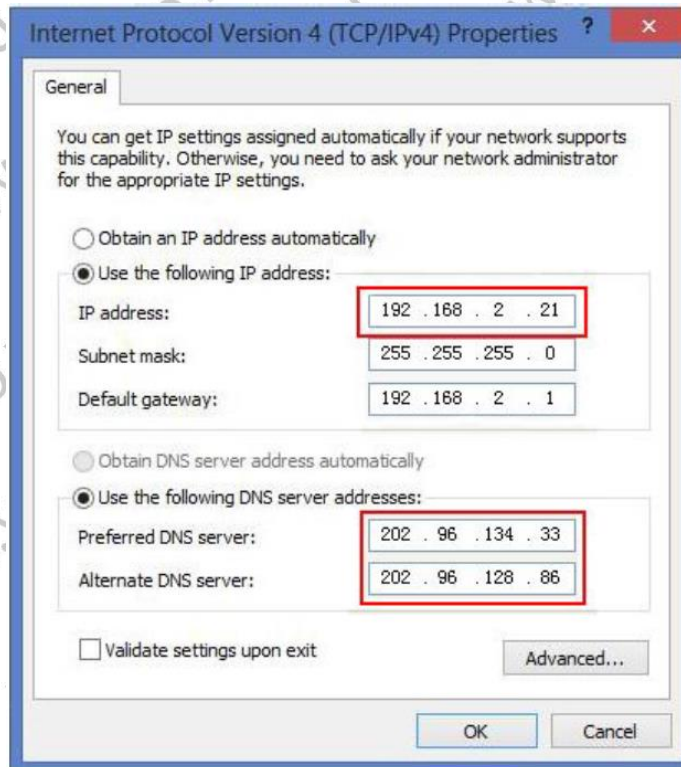 Internet Protocol Version 4 (TCP/IPv4) Properties ? ×
General
You can get IP settings assigned automatically if your network supports
this capability. Otherwise, you need to ask your network administrator
for the appropriate IP settings.
Obtain an IP address automatically
Use the following IP address:
IP address: 192 . 168 . 2 . 21
Subnet mask: 255 . 255 . 255 . 0
Default gateway: 192 . 168 . 2 . 1
Obtain DNS server address automatically
Use the following DNS server addresses:
Preferred DNS server: 202 . 96 . 134 . 33
Alternate DNS server: 202 . 96 . 128 . 86
Validate settings upon exit
Advanced...
OK Cancel